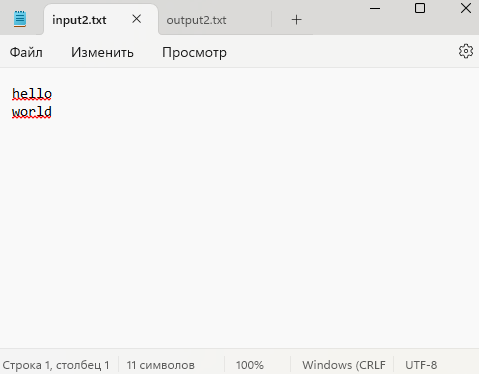 input2.txt output2.txt
Файл Изменить Просмотр
hello
world
Строка 1, столбец 1 11 символов 100% Windows (CRLF UTF-8